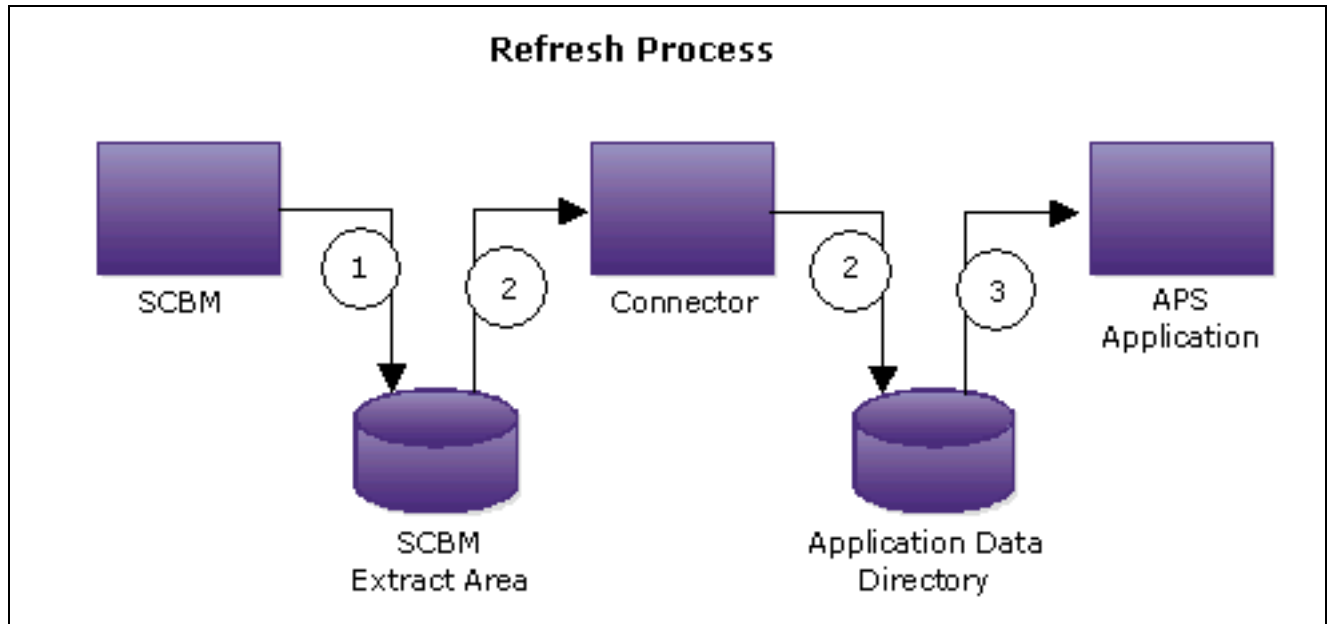 Refresh Process
1
2
2
3
SCBM
Connector
APS
Application
SCBM
Extract Area
Application Data
Directory